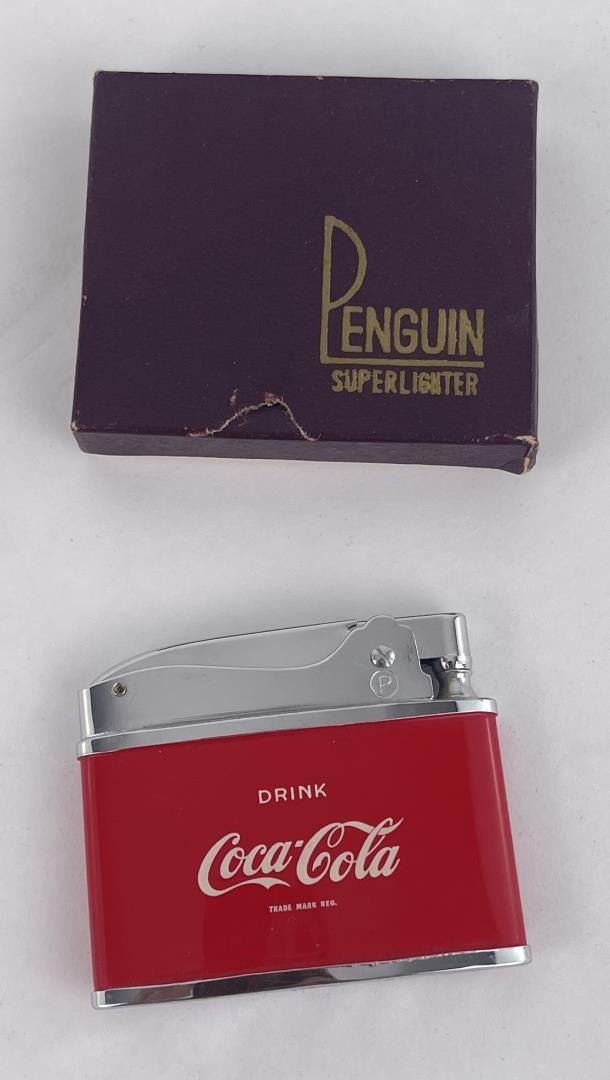 PENGUIN
SUPERLIGHTER
P
DRINK
Coca-Cola
TRADE MARK REG.